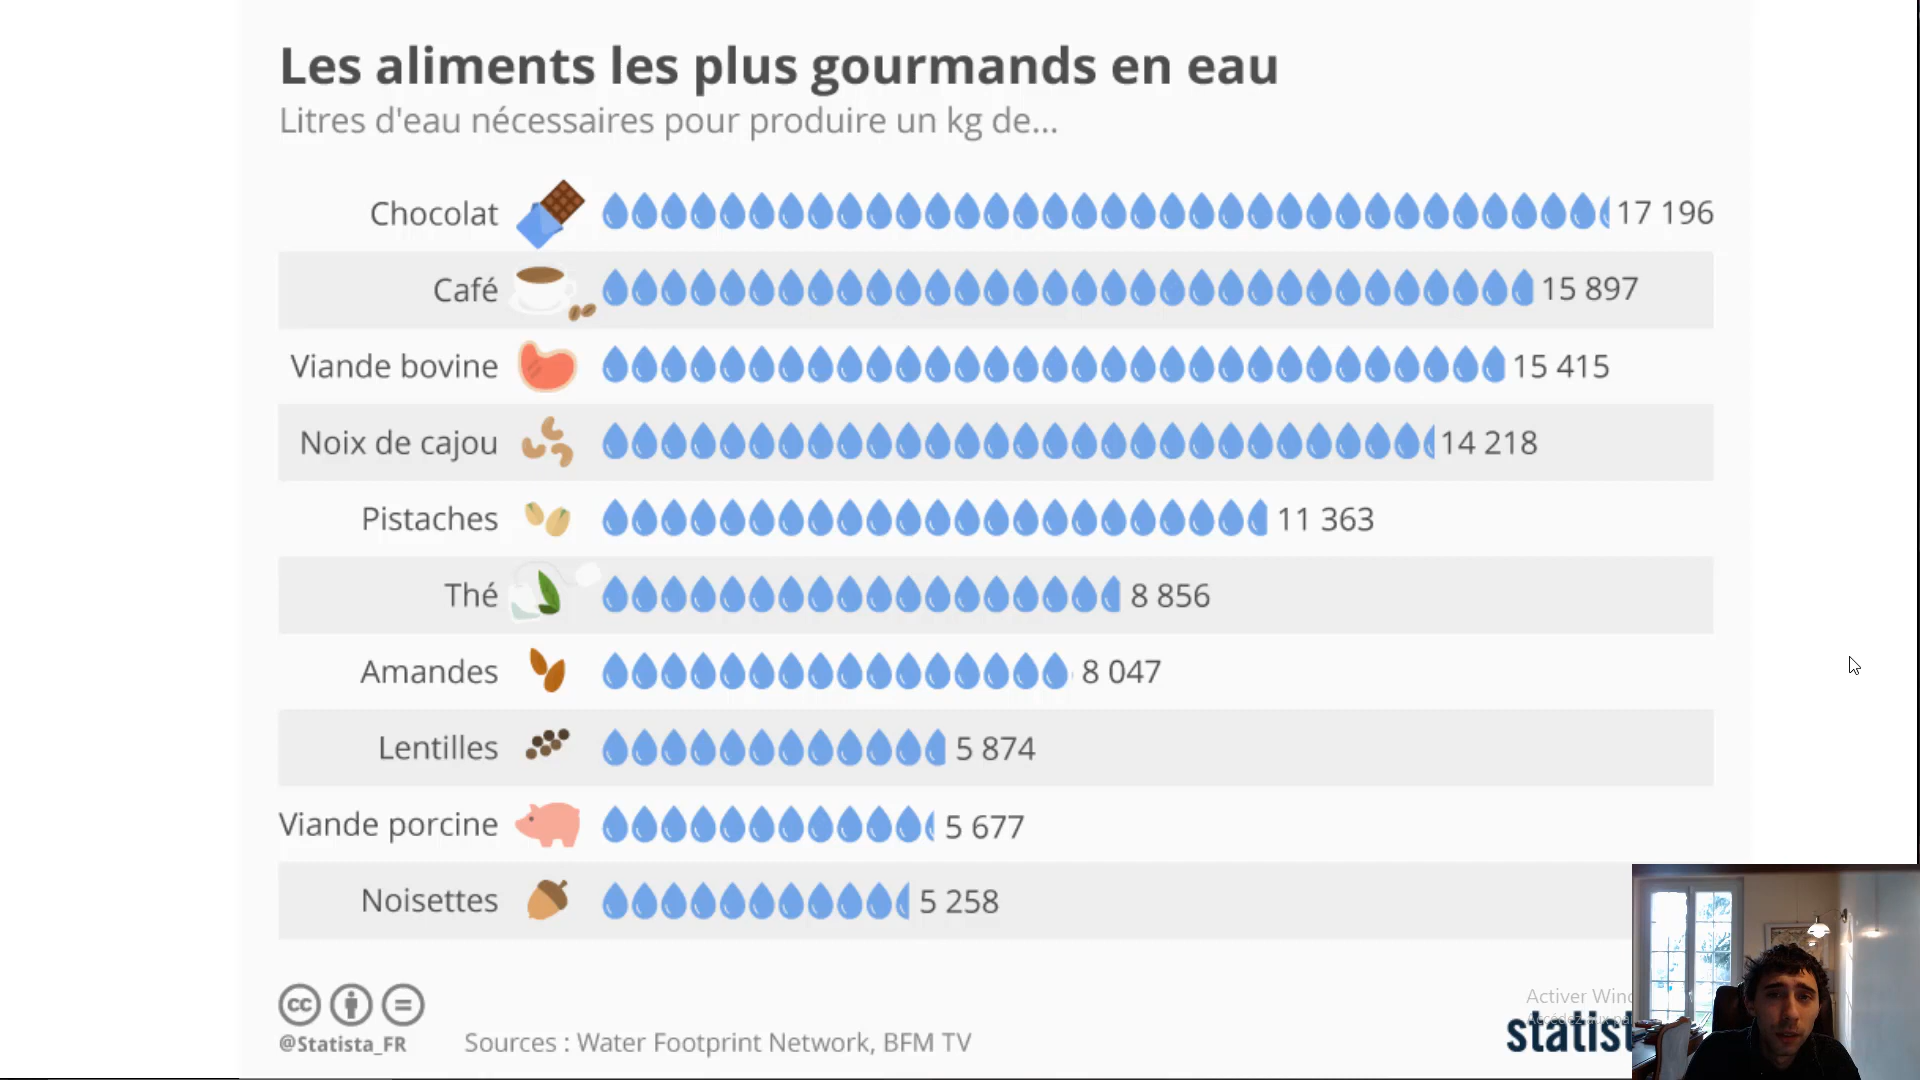 Les aliments les plus gourmands en eau
Litres d'eau nécessaires pour produire un kg de...
Chocolat 17 196
Café 15 897
Viande bovine 15 415
Noix de cajou 14 218
Pistaches 11 363
Thé 8 856
Amandes 8 047
Lentilles 5 874
Viande porcine 5 677
Noisettes 5 258
cc
@Statista_FR
Sources : Water Footprint Network, BFM TV
Activer Wind
statist